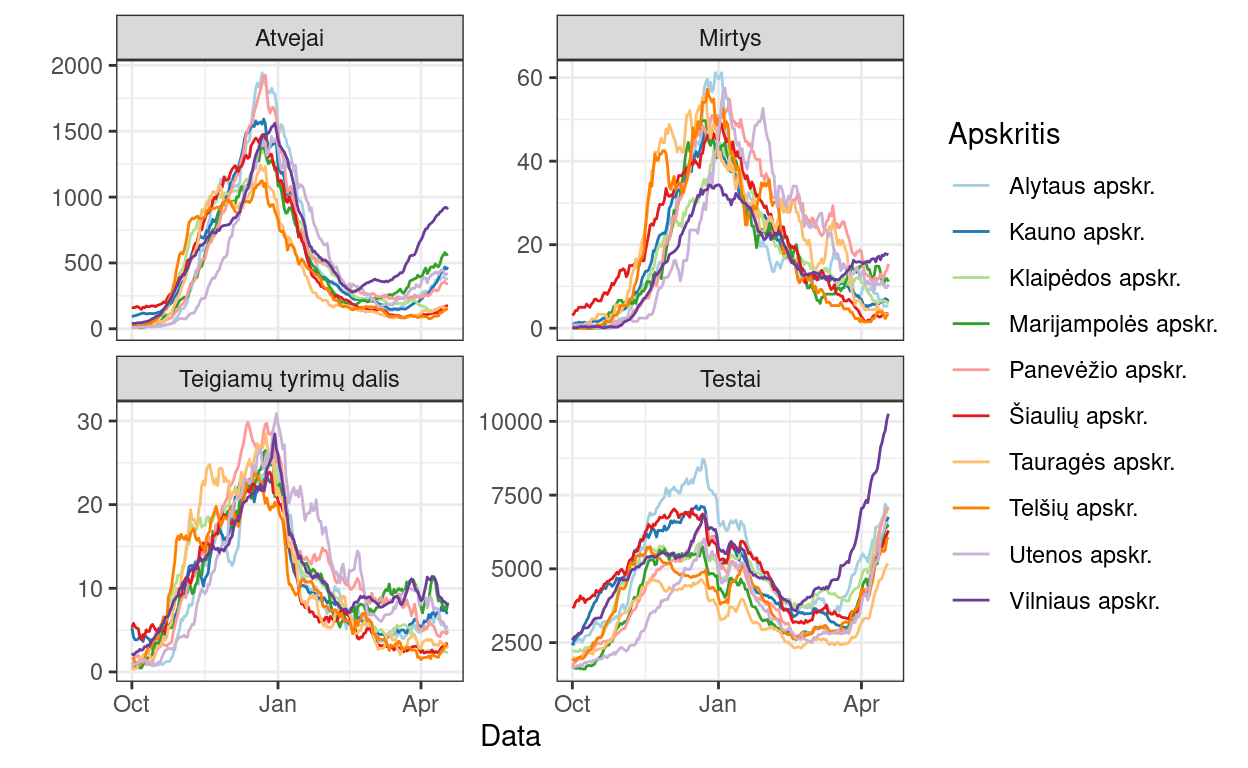 Atvejai
Mirtys
2000
1500
1000
500
0
60
40
20
0
Teigiamų tyrimų dalis
Testai
30
20
10
0
10000
7500
5000
2500
Oct Jan Apr
Oct Jan Apr
Data
Apskritis
Alytaus apskr.
Kauno apskr.
Klaipėdos apskr.
Marijampolės apskr.
Panevėžio apskr.
Šiaulių apskr.
Tauragės apskr.
Telšių apskr.
Utenos apskr.
Vilniaus apskr.